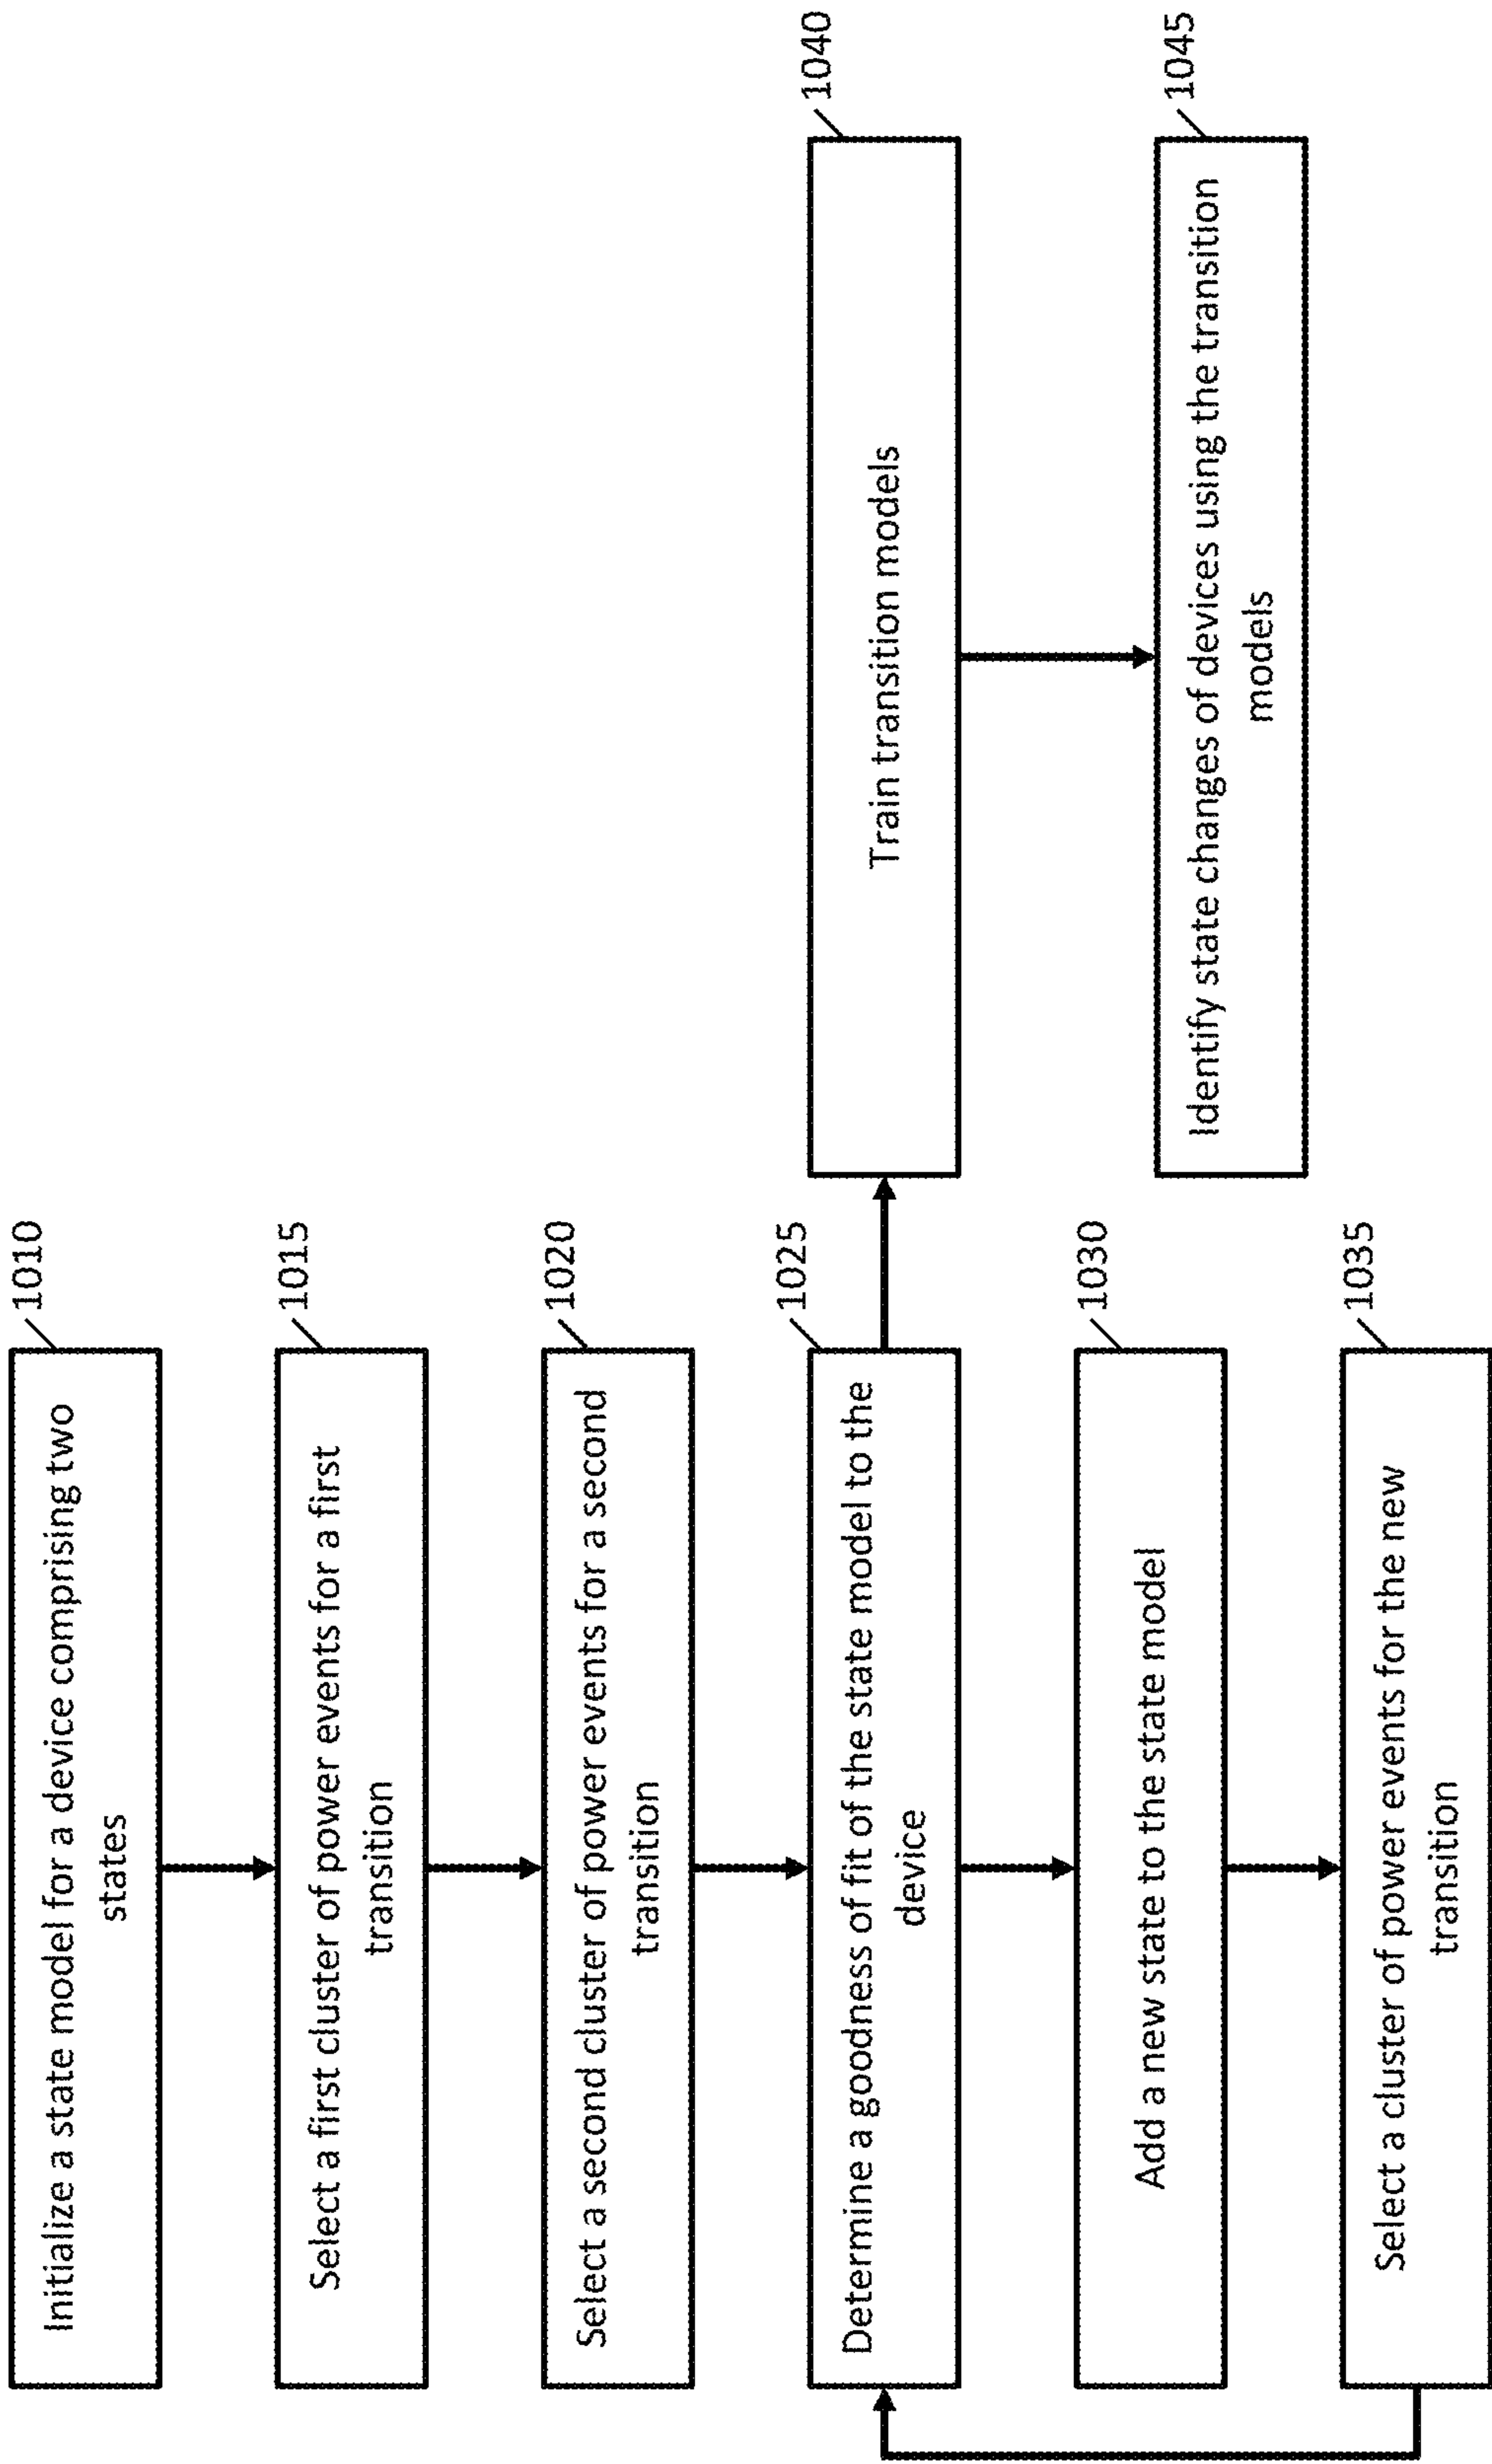 1010
Initialize a state model for a device comprising two
states
1015
Select a first cluster of power events for a first
transition
1020
Select a second cluster of power events for a second
transition
1025
Determine a goodness of fit of the state model to the
device
1030
Add a new state to the state model
1035
Select a cluster of power events for the new
transition
1040
Train transition models
1045
Identify state changes of devices using the transition
models